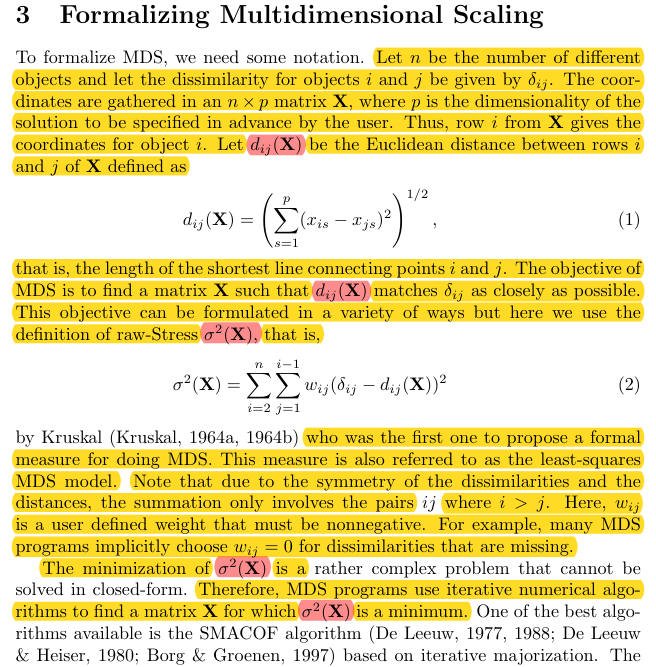 3 Formalizing Multidimensional Scaling
To formalize MDS, we need some notation. Let n be the number of different
objects and let the dissimilarity for objects i and j be given by δij. The coor-
dinates are gathered in an n × p matrix X, where p is the dimensionality of the
solution to be specified in advance by the user. Thus, row i from X gives the
coordinates for object i. Let dij(X) be the Euclidean distance between rows i
and j of X defined as
dij(X) = (∑s=1^p (xis − xjs)²)^1/2, (1)
that is, the length of the shortest line connecting points i and j. The objective of
MDS is to find a matrix X such that dij(X) matches δij as closely as possible.
This objective can be formulated in a variety of ways but here we use the
definition of raw-Stress σ²(X), that is,
σ²(X) = ∑i=2^n ∑j=1^i−1 wij(δij − dij(X))² (2)
by Kruskal (Kruskal, 1964a, 1964b) who was the first one to propose a formal
measure for doing MDS. This measure is also referred to as the least-squares
MDS model. Note that due to the symmetry of the dissimilarities and the
distances, the summation only involves the pairs ij where i > j. Here, wij
is a user defined weight that must be nonnegative. For example, many MDS
programs implicitly choose wij = 0 for dissimilarities that are missing.
The minimization of σ²(X) is a rather complex problem that cannot be
solved in closed-form. Therefore, MDS programs use iterative numerical algo-
rithms to find a matrix X for which σ²(X) is a minimum. One of the best algo-
rithms available is the SMACOF algorithm (De Leeuw, 1977, 1988; De Leeuw
& Heiser, 1980; Borg & Groenen, 1997) based on iterative majorization. The